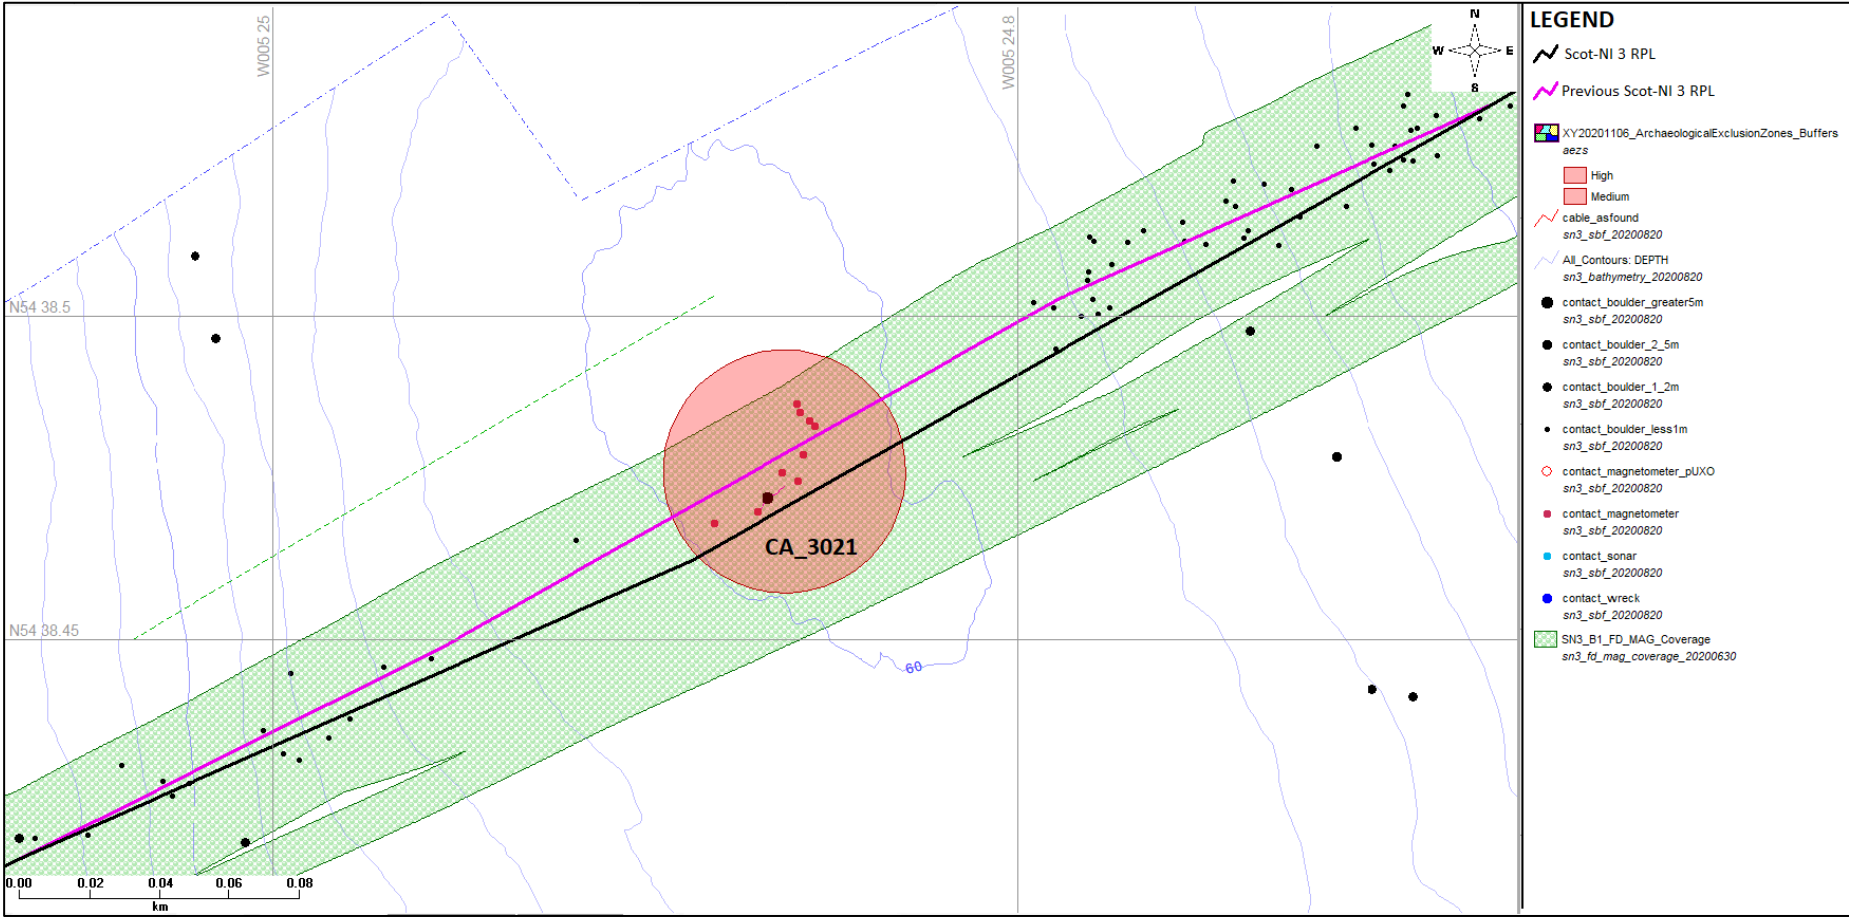 W005 25
W005 24.8
N
W E
S
N54 38.5
CA_3021
N54 38.45
60
0.00 0.02 0.04 0.06 0.08
km
LEGEND
Scot-NI 3 RPL
Previous Scot-NI 3 RPL
XY20201106_ArchaeologicalExclusionZones_Buffers
aezs
High
Medium
cable_asfound
sn3_sbf_20200820
All_Contours: DEPTH
sn3_bathymetry_20200820
contact_boulder_greater5m
sn3_sbf_20200820
contact_boulder_2_5m
sn3_sbf_20200820
contact_boulder_1_2m
sn3_sbf_20200820
contact_boulder_less1m
sn3_sbf_20200820
contact_magnetometer_pUXO
sn3_sbf_20200820
contact_magnetometer
sn3_sbf_20200820
contact_sonar
sn3_sbf_20200820
contact_wreck
sn3_sbf_20200820
SN3_B1_FD_MAG_Coverage
sn3_fd_mag_coverage_20200630